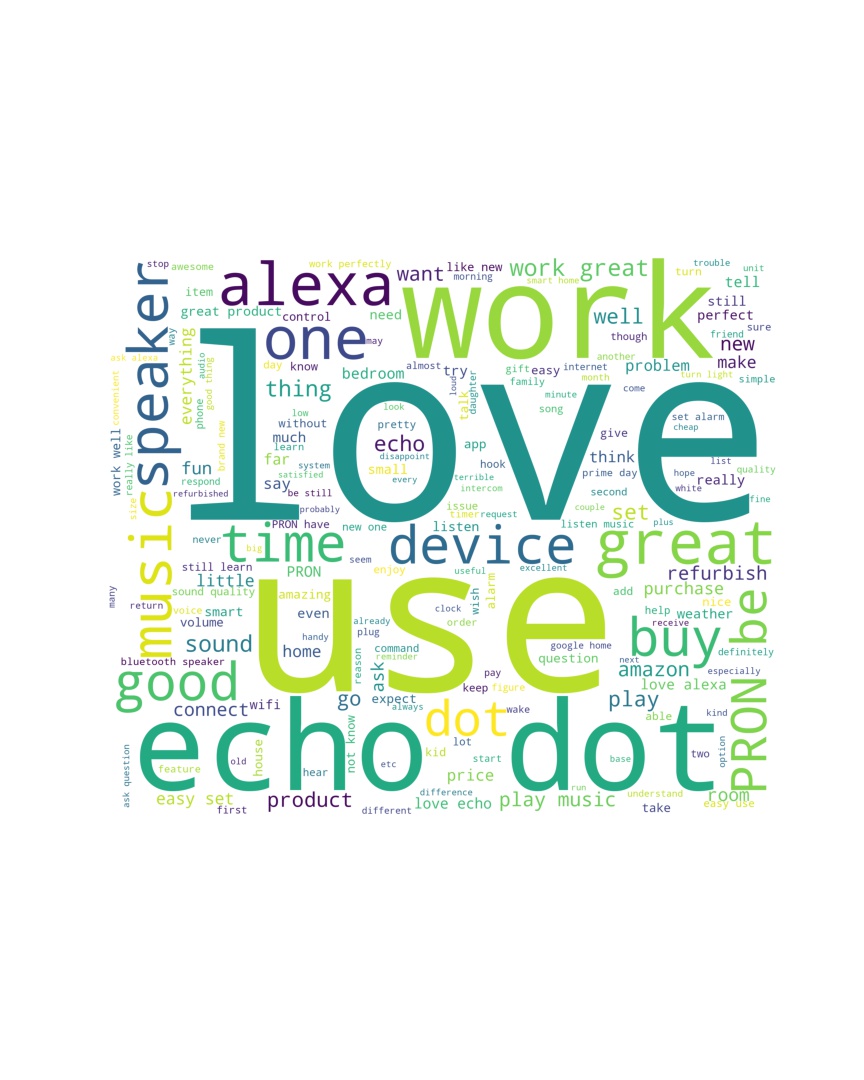 stop
awesome
work perfectly
like new
work great
trouble
unit
alexa
want
morning
smart home
turn
tell
item
great product
control
need
work
well
still
perfect
sure
speaker
way
one
may
though
friend
new
ask alexa
everything
audio
good thing
day
know
bedroom
almost
try
gift
easy
internet
another
problem
make
turn light
simple
convenient
phone
thing
loud
talk
daughter
family
month
come
minute
song
low
look
love
set alarm
cheap
without
much
learn
pretty
echo
app
give
work well
really like
brand new
far
system
satisfied
disappoint
small
every
hook
terrible
intercom
think
prime day
list
hope
really
quality
white
fun
respond
refurbished
say
be still
probably
issue
timer
request
second
couple
set
plus
fine
size
music
PRON have
new one
listen
listen music
never
time
big
seem
device
great
still learn
little
PRON
enjoy
useful
excellent
refurbish
many
sound quality
smart
amazing
use
alarm
wish
add
purchase
nice
return
voice
volume
even
already
plug
clock
order
help
weather
receive
PRON be
sound
home
handy
command
reminder
google home
question
buy
next
amazon
definitely
especially
bluetooth speaker
reason
ask
pay
keep
figure
love alexa
good
connect
wifi
go
expect
always
wake
play
able
kind
echo dot
dot
feature
old
house
hear
not know
etc
kid
lot
start
price
base
two
option
ask question
easy set
first
product
different
difference
love echo
play music
run
understand
take
room
easy use